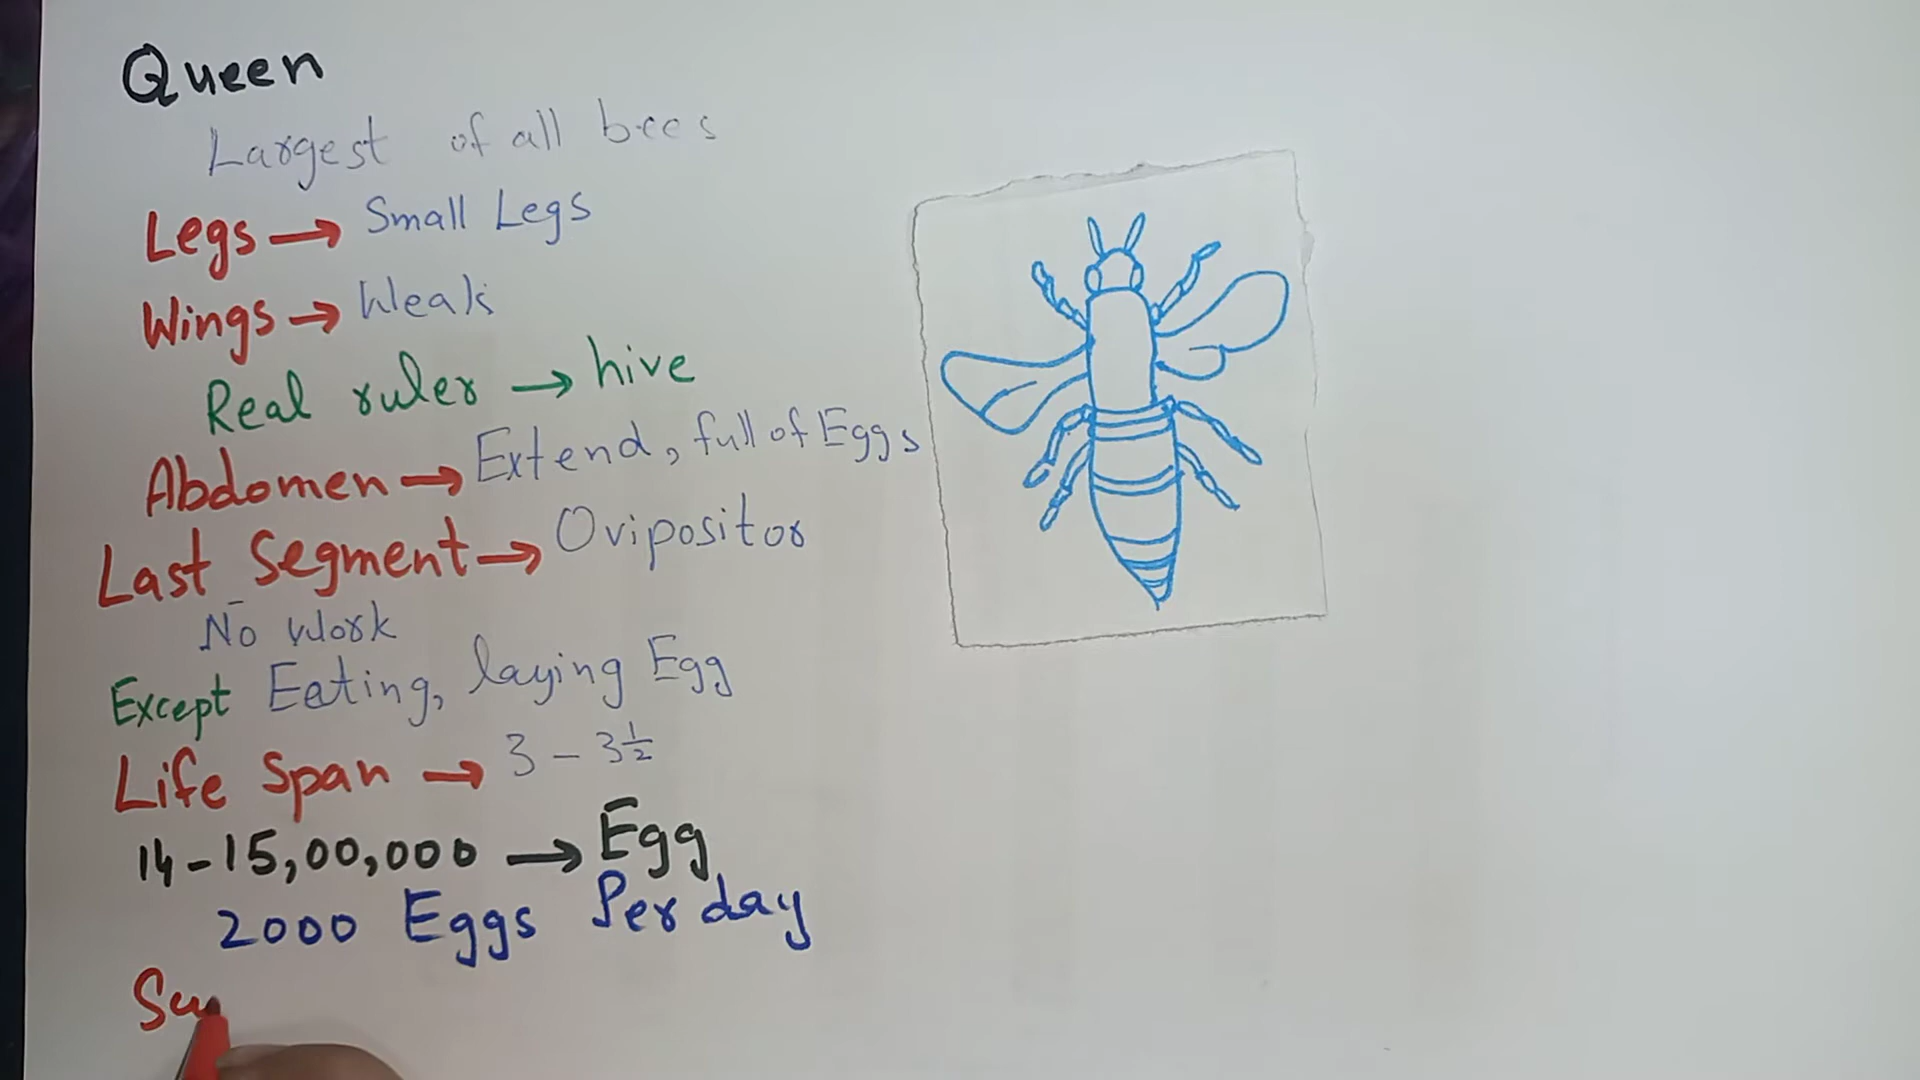 Queen
Largest of all bees
Legs → Small Legs
Wings → Weak
Real ruler → hive
Abdomen → Extend, full of Eggs
Last Segment → Ovipositor
No Work
Except Eating, laying Egg
Life Span → 3 - 3½
14-15,00,000 → Egg
2000 Eggs Per day